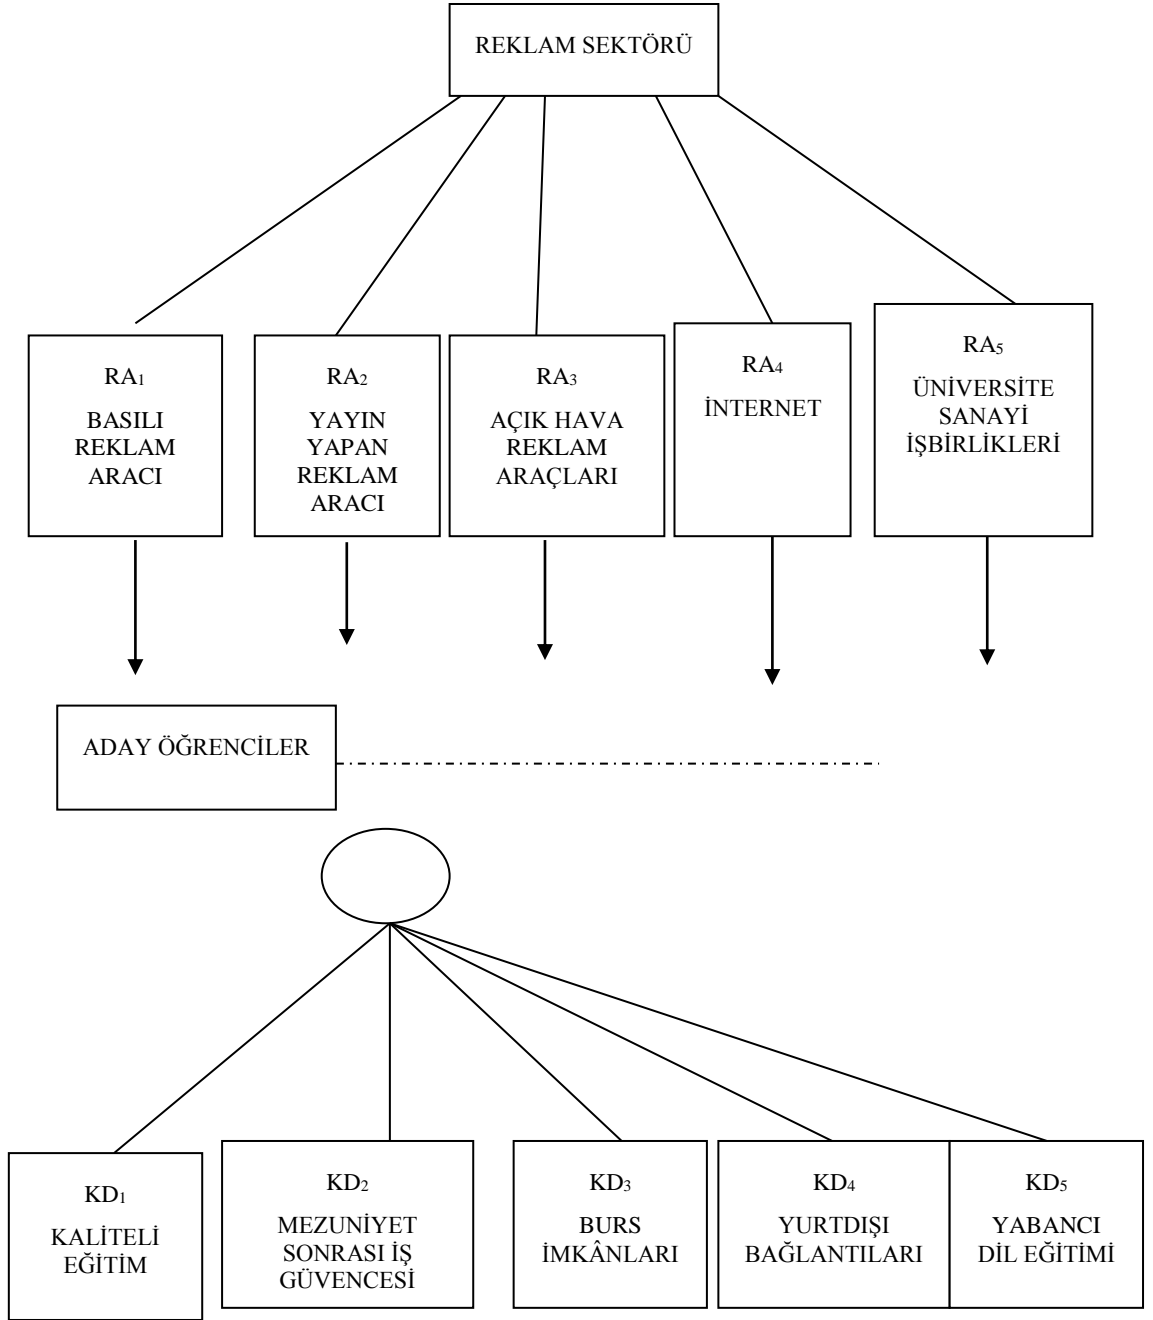 REKLAM SEKTÖRÜ
RA₁
BASILI
REKLAM
ARACI
RA₂
YAYIN
YAPAN
REKLAM
ARACI
RA₃
AÇIK HAVA
REKLAM
ARAÇLARI
RA₄
İNTERNET
RA₅
ÜNİVERSİTE
SANAYİ
İŞBİRLİKLERİ
ADAY ÖĞRENCİLER
KD₁
KALİTELİ
EĞİTİM
KD₂
MEZUNİYET
SONRASI İŞ
GÜVENCESİ
KD₃
BURS
İMKÂNLARI
KD₄
YURTDIŞI
BAĞLANTILARI
KD₅
YABANCI
DİL EĞİTİMİ